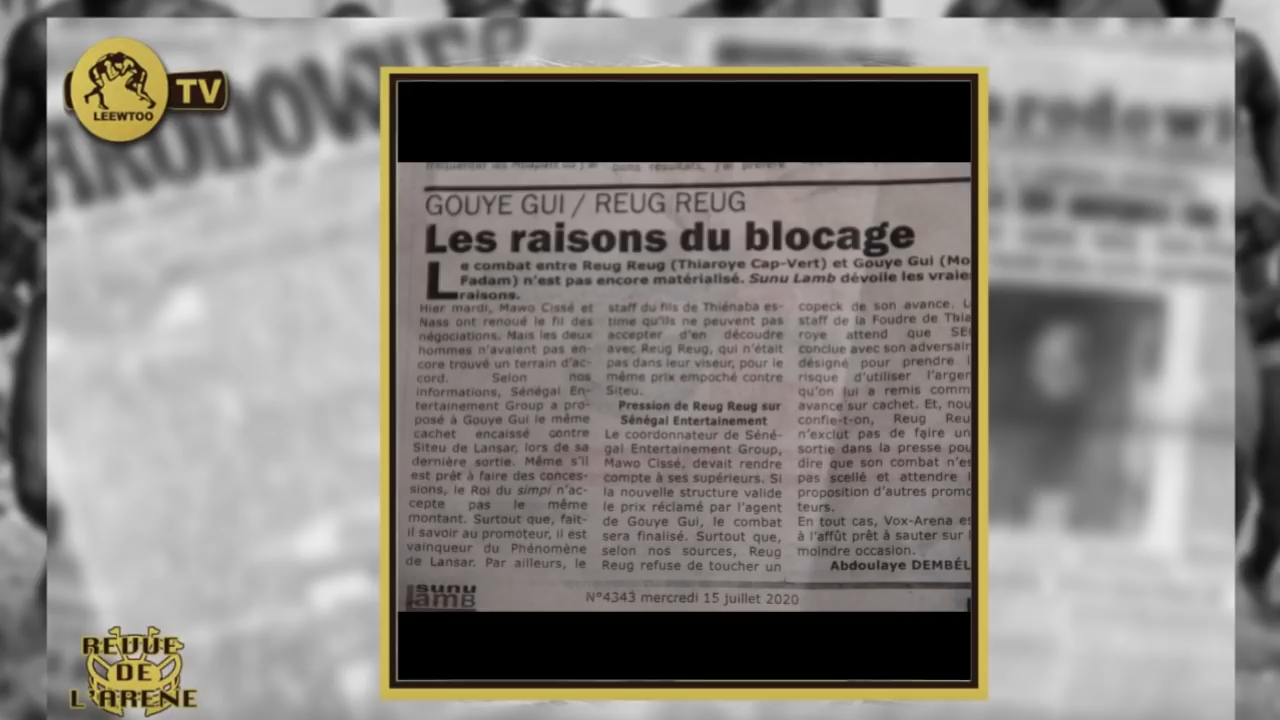 LEEWTOO
TV
GOUYE GUI / REUG REUG
Les raisons du blocage
Le combat entre Reug Reug (Thiaroye Cap-Vert) et Gouye Gui (Mo
Fadam) n'est pas encore matérialisé. Sunu Lamb dévoile les vraie
raisons.
Hier mardi, Mawo Cissé et
Nass ont renoué le fil des
négociations. Mais les deux
hommes n'avaient pas en-
core trouvé un terrain d'ac-
cord. Selon nos
informations, Sénégal En-
tertainement Group a pro-
posé à Gouye Gui le même
cachet encaissé contre
Siteu de Lansar, lors de sa
dernière sortie. Même s'il
est prêt à faire des conces-
sions, le Roi du simpi n'ac-
cepte pas le même
montant. Surtout que, fait-
il savoir au promoteur, il est
vainqueur du Phénomène
de Lansar. Par ailleurs, le
staff du fils de Thiénaba es-
time qu'ils ne peuvent pas
accepter d'en découdre
avec Reug Reug, qui n'était
pas dans leur viseur, pour le
même prix empoché contre
Siteu.
Pression de Reug Reug sur
Sénégal Entertainement
Le coordonnateur de Séné-
gal Entertainement Group,
Mawo Cissé, devait rendre
compte à ses supérieurs. Si
la nouvelle structure valide
le prix réclamé par l'agent
de Gouye Gui, le combat
sera finalisé. Surtout que,
selon nos sources, Reug
Reug refuse de toucher un
copeck de son avance. L
staff de la Foudre de Thia
roye attend que SE
conclue avec son adversair
désigné pour prendre l
risque d'utiliser l'arge
qu'on lui a remis comm
avance sur cachet. Et, nou
confie-t-on, Reug Reu
n'exclut pas de faire un
sortie dans la presse pou
dire que son combat n'es
pas scellé et attendre l
proposition d'autres promo
teurs.
En tout cas, Vox-Arena es
à l'affût prêt à sauter sur l
moindre occasion.
Abdoulaye DEMBÉL
sunu
lamb
N°4343 mercredi 15 juillet 2020
REVUE
DE
L'ARENE